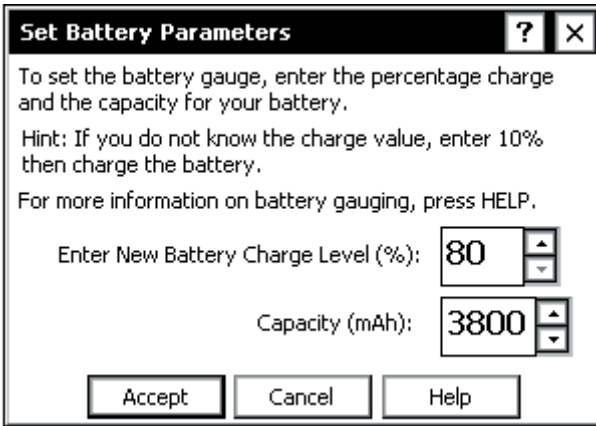 Set Battery Parameters ? ×
To set the battery gauge, enter the percentage charge
and the capacity for your battery.
Hint: If you do not know the charge value, enter 10%
then charge the battery.
For more information on battery gauging, press HELP.
Enter New Battery Charge Level (%): 80
Capacity (mAh): 3800
Accept Cancel Help